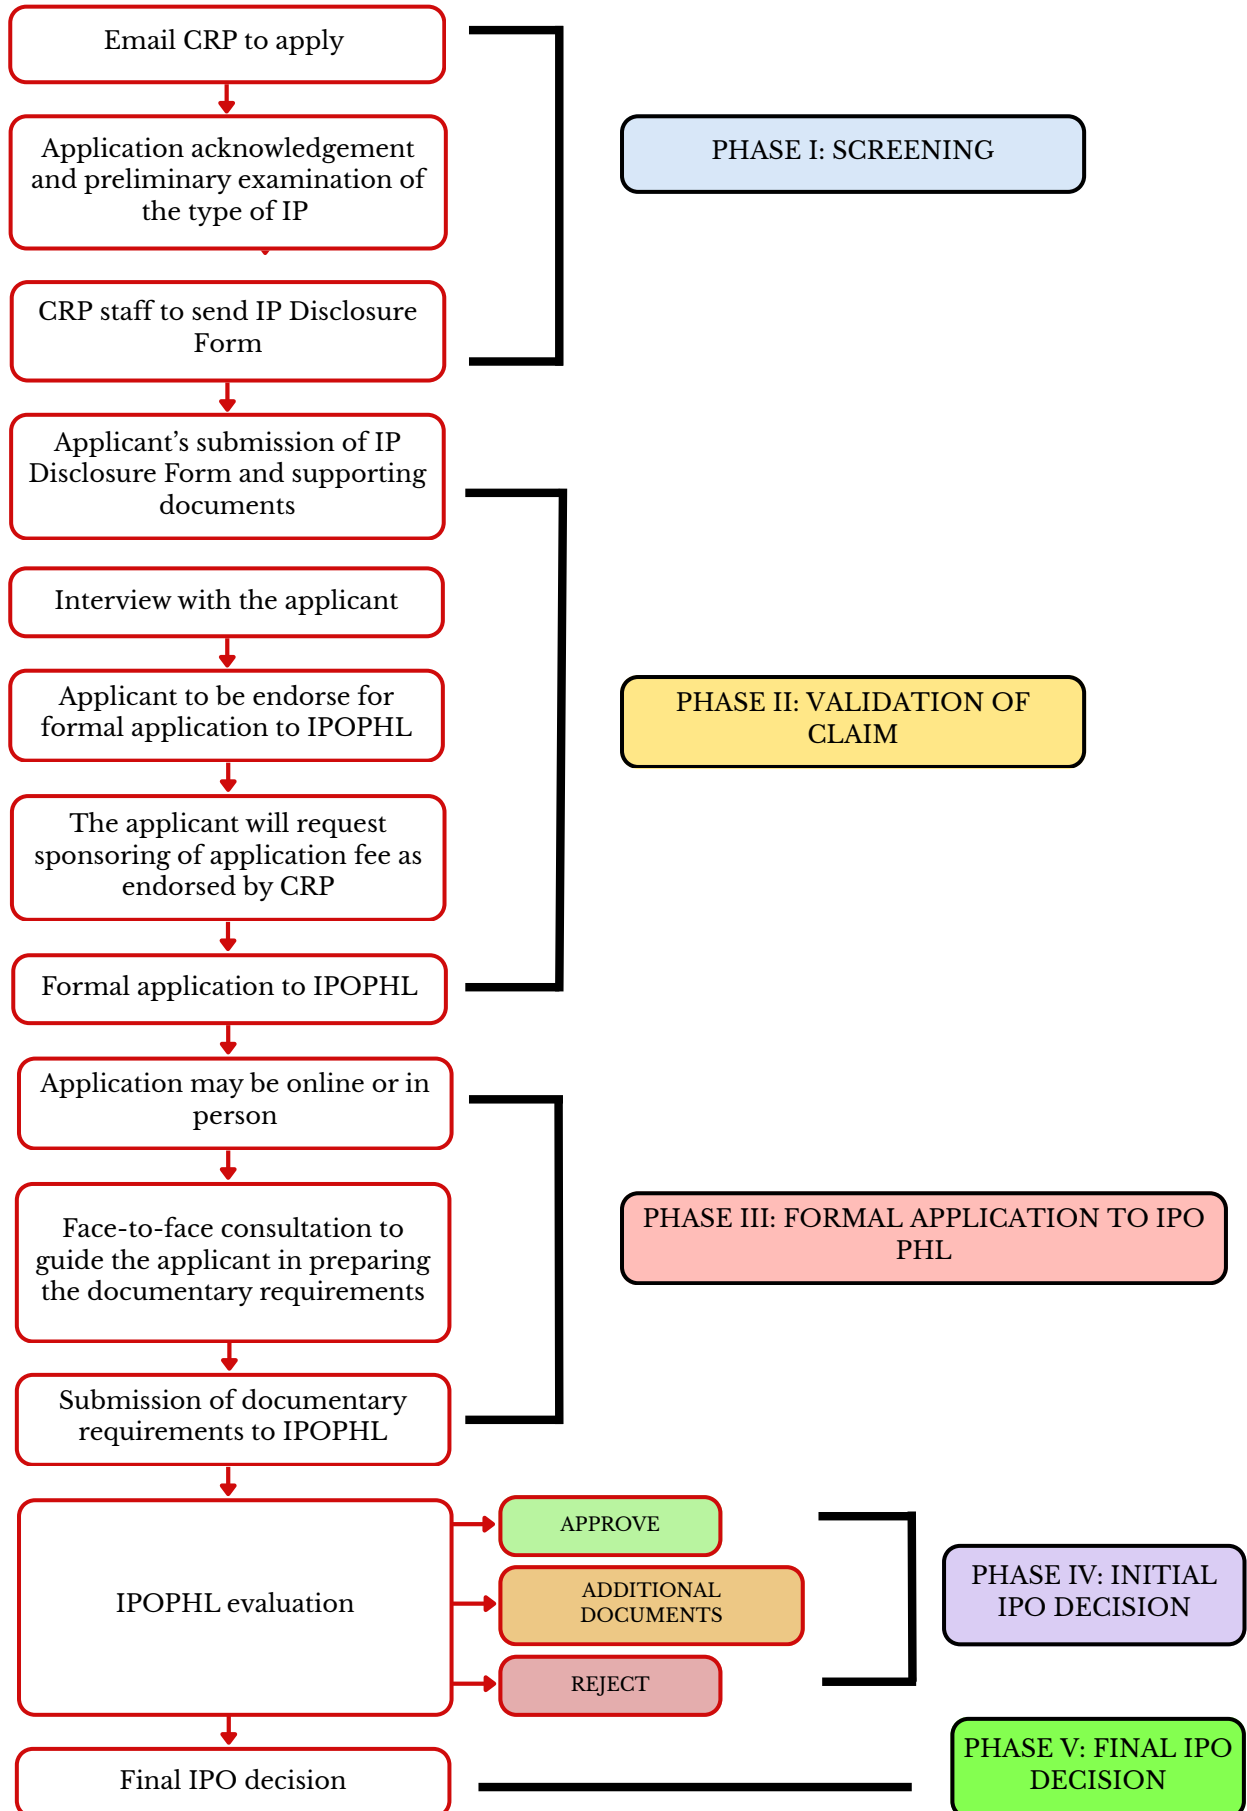 Email CRP to apply
Application acknowledgement
and preliminary examination of
the type of IP
PHASE I: SCREENING
CRP staff to send IP Disclosure
Form
Applicant’s submission of IP
Disclosure Form and supporting
documents
Interview with the applicant
Applicant to be endorse for
formal application to IPOPHL
PHASE II: VALIDATION OF
CLAIM
The applicant will request
sponsoring of application fee as
endorsed by CRP
Formal application to IPOPHL
Application may be online or in
person
Face-to-face consultation to
guide the applicant in preparing
the documentary requirements
PHASE III: FORMAL APPLICATION TO IPO
PHL
Submission of documentary
requirements to IPOPHL
IPOPHL evaluation
APPROVE
ADDITIONAL
DOCUMENTS
REJECT
PHASE IV: INITIAL
IPO DECISION
Final IPO decision
PHASE V: FINAL IPO
DECISION